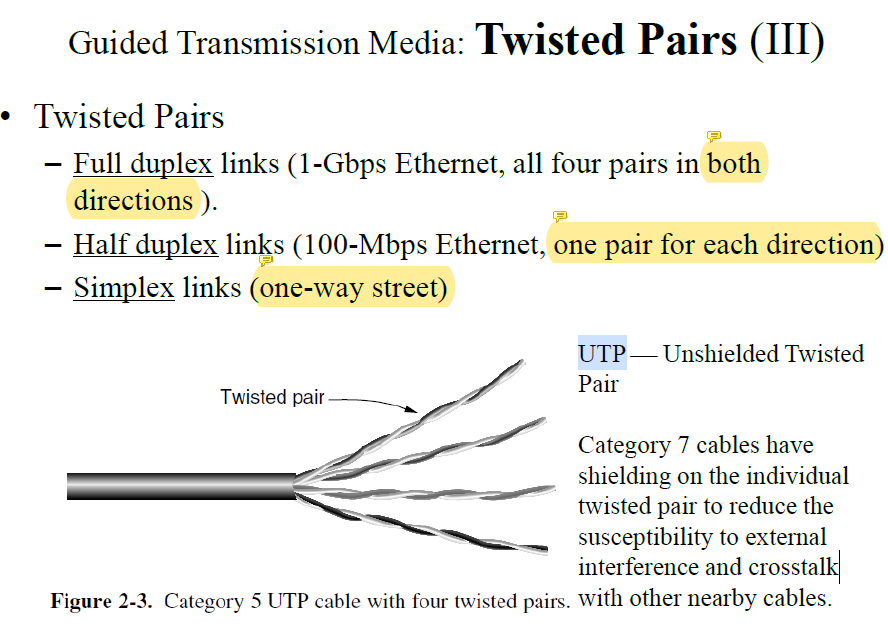 Guided Transmission Media: Twisted Pairs (III)
• Twisted Pairs
– Full duplex links (1-Gbps Ethernet, all four pairs in both
directions ).
– Half duplex links (100-Mbps Ethernet, one pair for each direction)
– Simplex links (one-way street)
UTP — Unshielded Twisted
Pair
Twisted pair
Category 7 cables have
shielding on the individual
twisted pair to reduce the
susceptibility to external
interference and crosstalk
with other nearby cables.
Figure 2-3. Category 5 UTP cable with four twisted pairs.